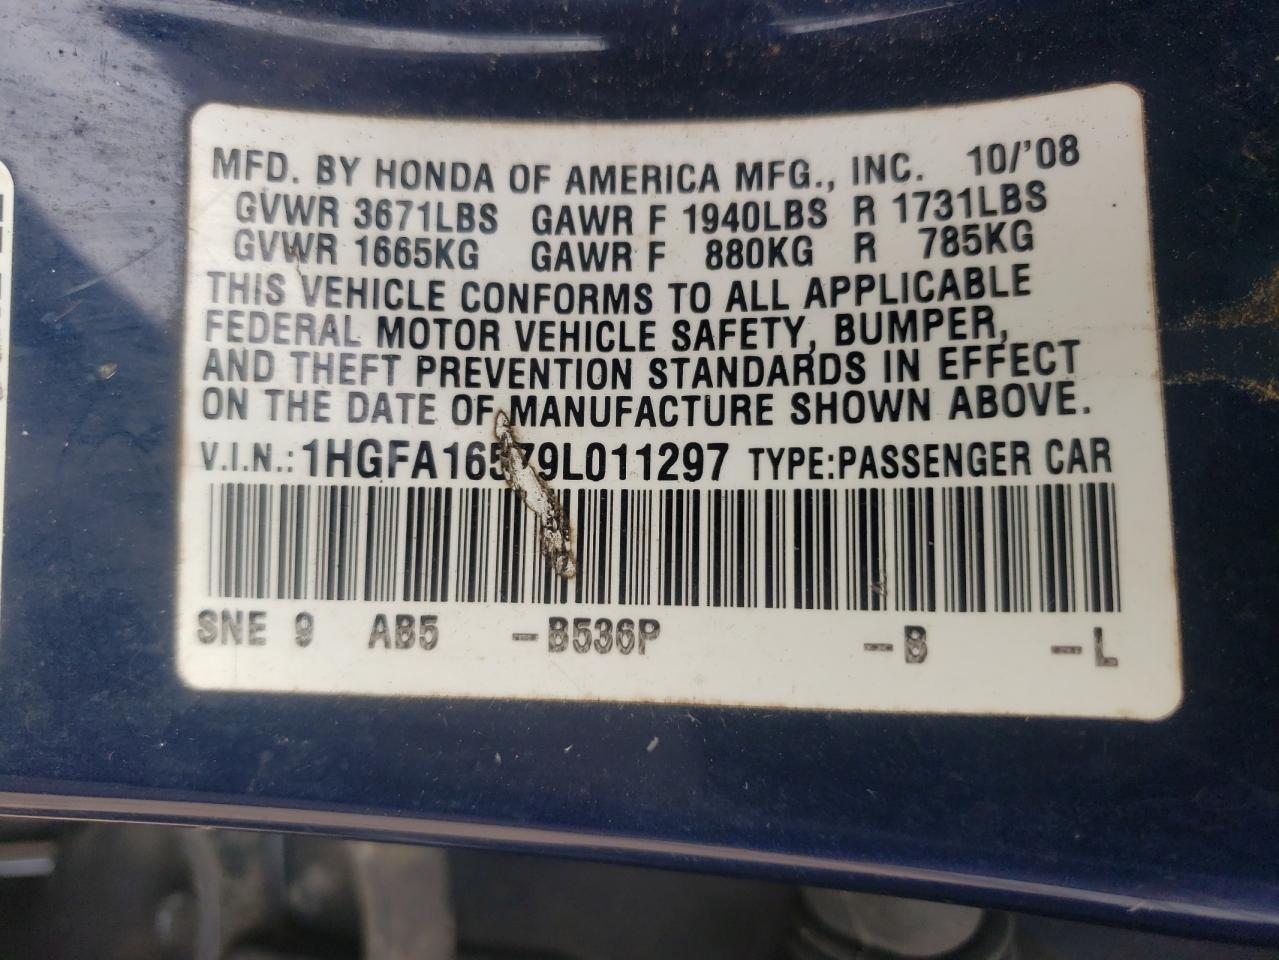 MFD. BY HONDA OF AMERICA MFG., INC. 10/'08
GVWR 3671LBS GAWR F 1940LBS R 1731LBS
GVWR 1665KG GAWR F 880KG R 785KG
THIS VEHICLE CONFORMS TO ALL APPLICABLE
FEDERAL MOTOR VEHICLE SAFETY, BUMPER,
AND THEFT PREVENTION STANDARDS IN EFFECT
ON THE DATE OF MANUFACTURE SHOWN ABOVE.
V.I.N.: 1HGFA16579L011297 TYPE:PASSENGER CAR
SNE 9 AB5 -B536P -B -L